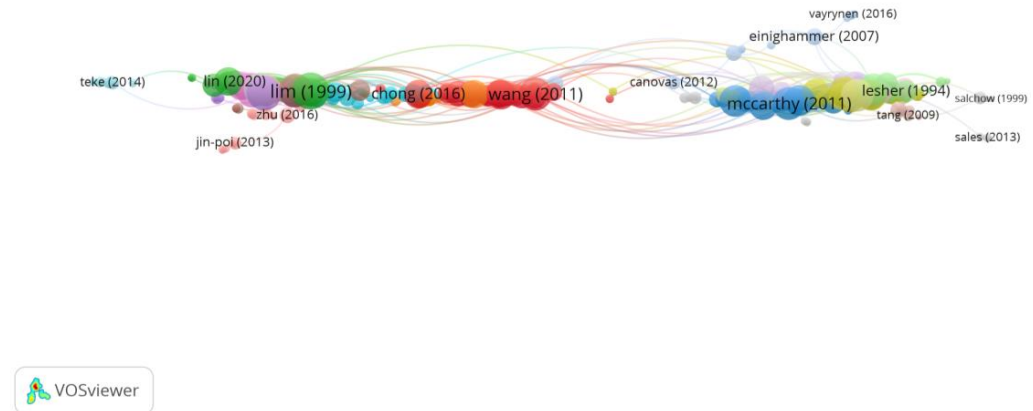 vayrynen (2016)
einighammer (2007)
teke (2014)
lin (2020)
canovas (2012)
lim (1999)
chong (2016)
wang (2011)
mccarthy (2011)
lesher (1994)
salchow (1999)
zhu (2016)
tang (2009)
jin-poi (2013)
sales (2013)
VOSviewer